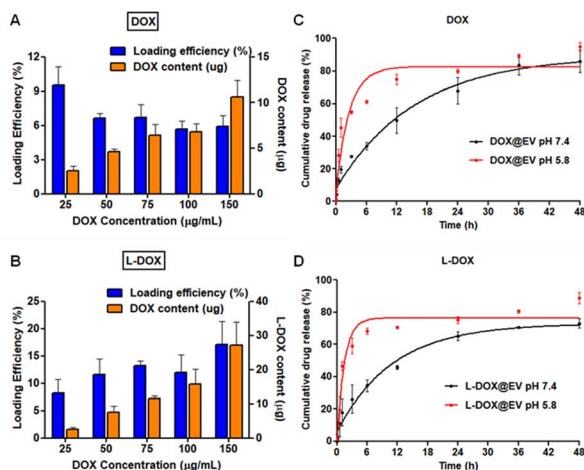 A
DOX
Loading efficiency (%)
DOX content (ug)
Loading Efficiency (%)
DOX content (µg)
12
9
6
3
0
15
10
5
0
25
50
75
100
150
DOX Concentration (µg/mL)
B
L-DOX
Loading efficiency (%)
DOX content (ug)
Loading Efficiency (%)
L-DOX content (µg)
25
20
15
10
5
0
40
30
20
10
0
25
50
75
100
150
DOX Concentration (µg/mL)
C
DOX
Cumulative drug release (%)
100
80
60
40
20
0
DOX@EV pH 7.4
DOX@EV pH 5.8
0
6
12
18
24
30
36
42
48
Time (h)
D
L-DOX
Cumulative drug release (%)
100
80
60
40
20
0
L-DOX@EV pH 7.4
L-DOX@EV pH 5.8
0
6
12
18
24
30
36
42
48
Time (h)